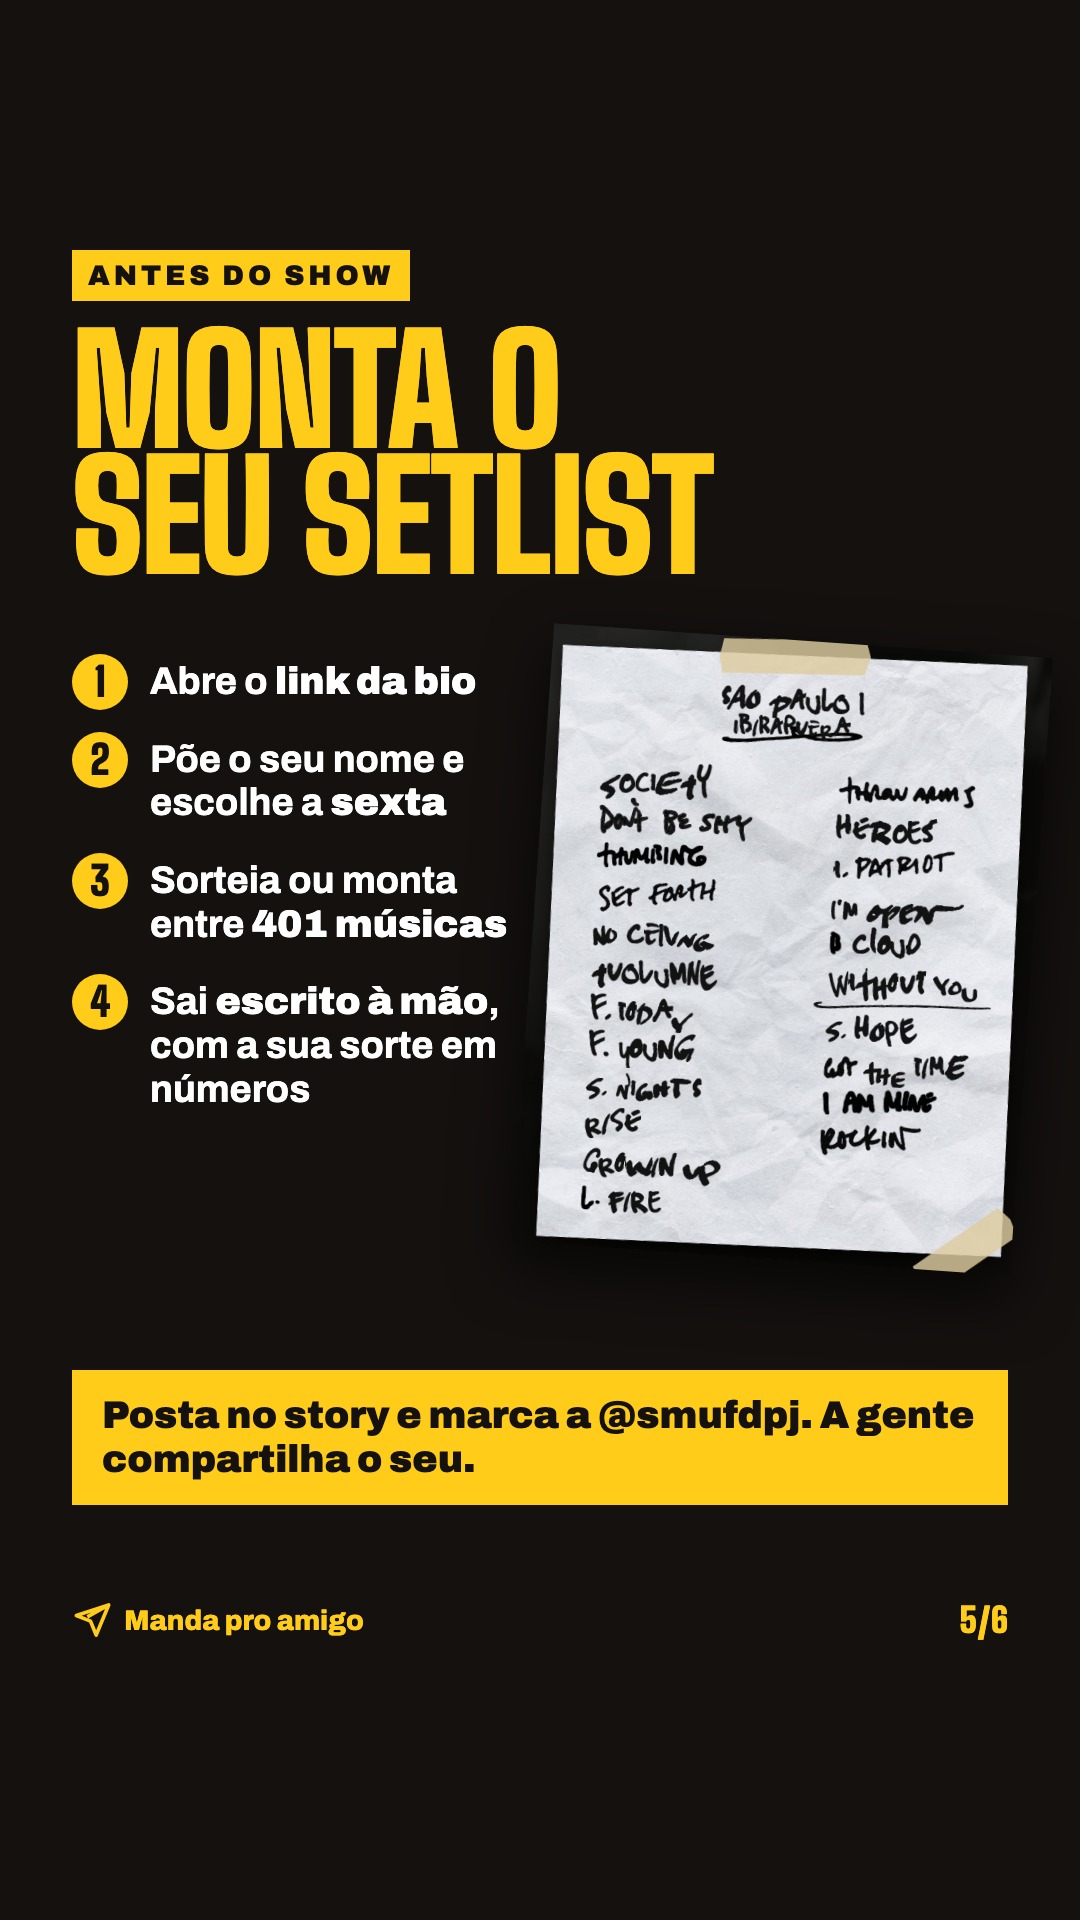 ANTES DO SHOW
MONTA O
SEU SETLIST
1 Abre o link da bio
2 Põe o seu nome e
escolhe a sexta
3 Sorteia ou monta
entre 401 músicas
4 Sai escrito à mão,
com a sua sorte em
números
SÃO PAULO 1
IBIRAPUERA
SOCIETY
DON'T BE SHY
THUMBING
SET FORTH
NO CEILING
F. TODAY
F. YOUNG
S. NIGHTS
RISE
GROWIN UP
L. FIRE
THROW ARMS
HEROES
I. PATRIOT
I'M OPEN
CLOUD
WITHOUT YOU
S. HOPE
GOT THE TIME
I AM MINE
ROCKIN
Posta no story e marca a @smufdpj. A gente
compartilha o seu.
Manda pro amigo
5/6